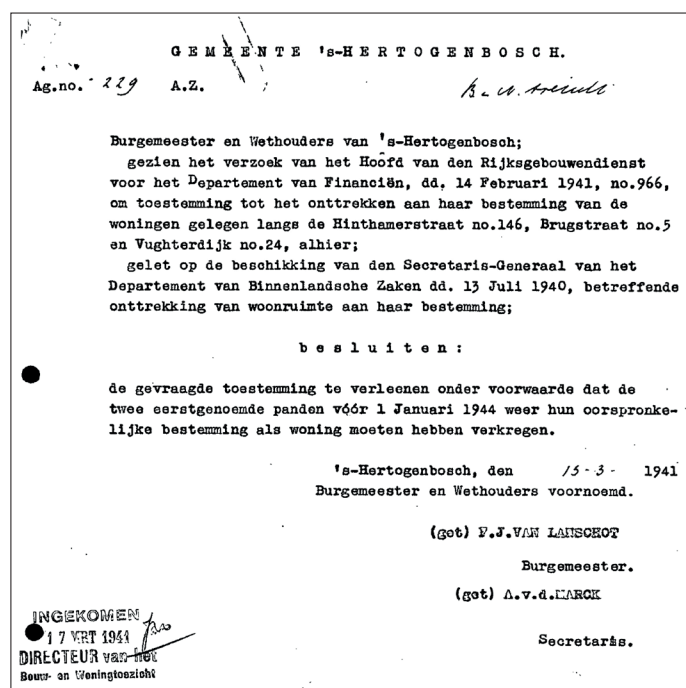 GEMEENTE 's-HERTOGENBOSCH.
Ag.no. 229 A.Z.
Burgemeester en Wethouders van 's-Hertogenbosch;
gezien het verzoek van het Hoofd van den Rijksgebouwendienst
voor het Departement van Financiën, dd. 14 Februari 1941, no.966,
om toestemming tot het onttrekken aan haar bestemming van de
woningen gelegen langs de Hinthamerstraat no.146, Brugstraat no.5
en Vughterdijk no.24, alhier;
gelet op de beschikking van den Secretaris-Generaal van het
Departement van Binnenlandsche Zaken dd. 13 Juli 1940, betreffende
onttrekking van woonruimte aan haar bestemming;
besluiten:
de gevraagde toestemming te verleenen onder voorwaarde dat de
twee eerstgenoemde panden vóór 1 Januari 1944 weer hun oorspronke-
lijke bestemming als woning moeten hebben verkregen.
's-Hertogenbosch, den 15-3- 1941
Burgemeester en Wethouders voornoemd.
(get) F.J.VAN LANSCHOT
Burgemeester.
(get) A.v.d.MARCK
Secretaris.
INGEKOMEN
17 MRT 1941
DIRECTEUR van het
Bouw- en Woningtoezicht